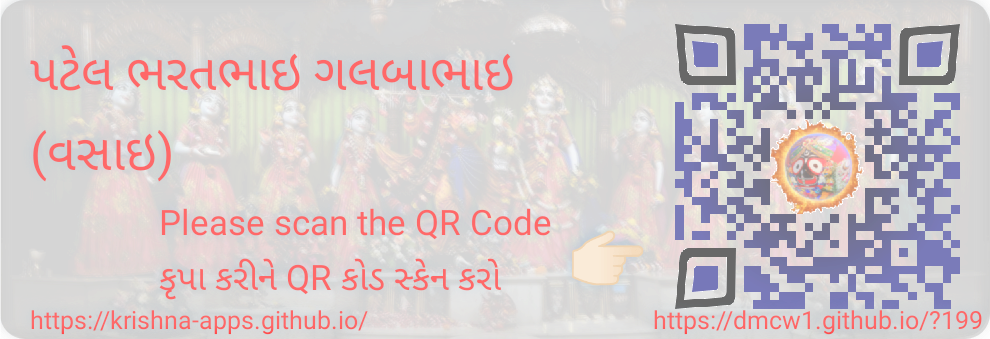 પટેલ ભરતભાઇ ગલબાભાઇ
(વસાઇ)
Please scan the QR Code
કૃપા કરીને QR કોડ સ્કેન કરો
https://krishna-apps.github.io/
https://dmcw1.github.io/?199